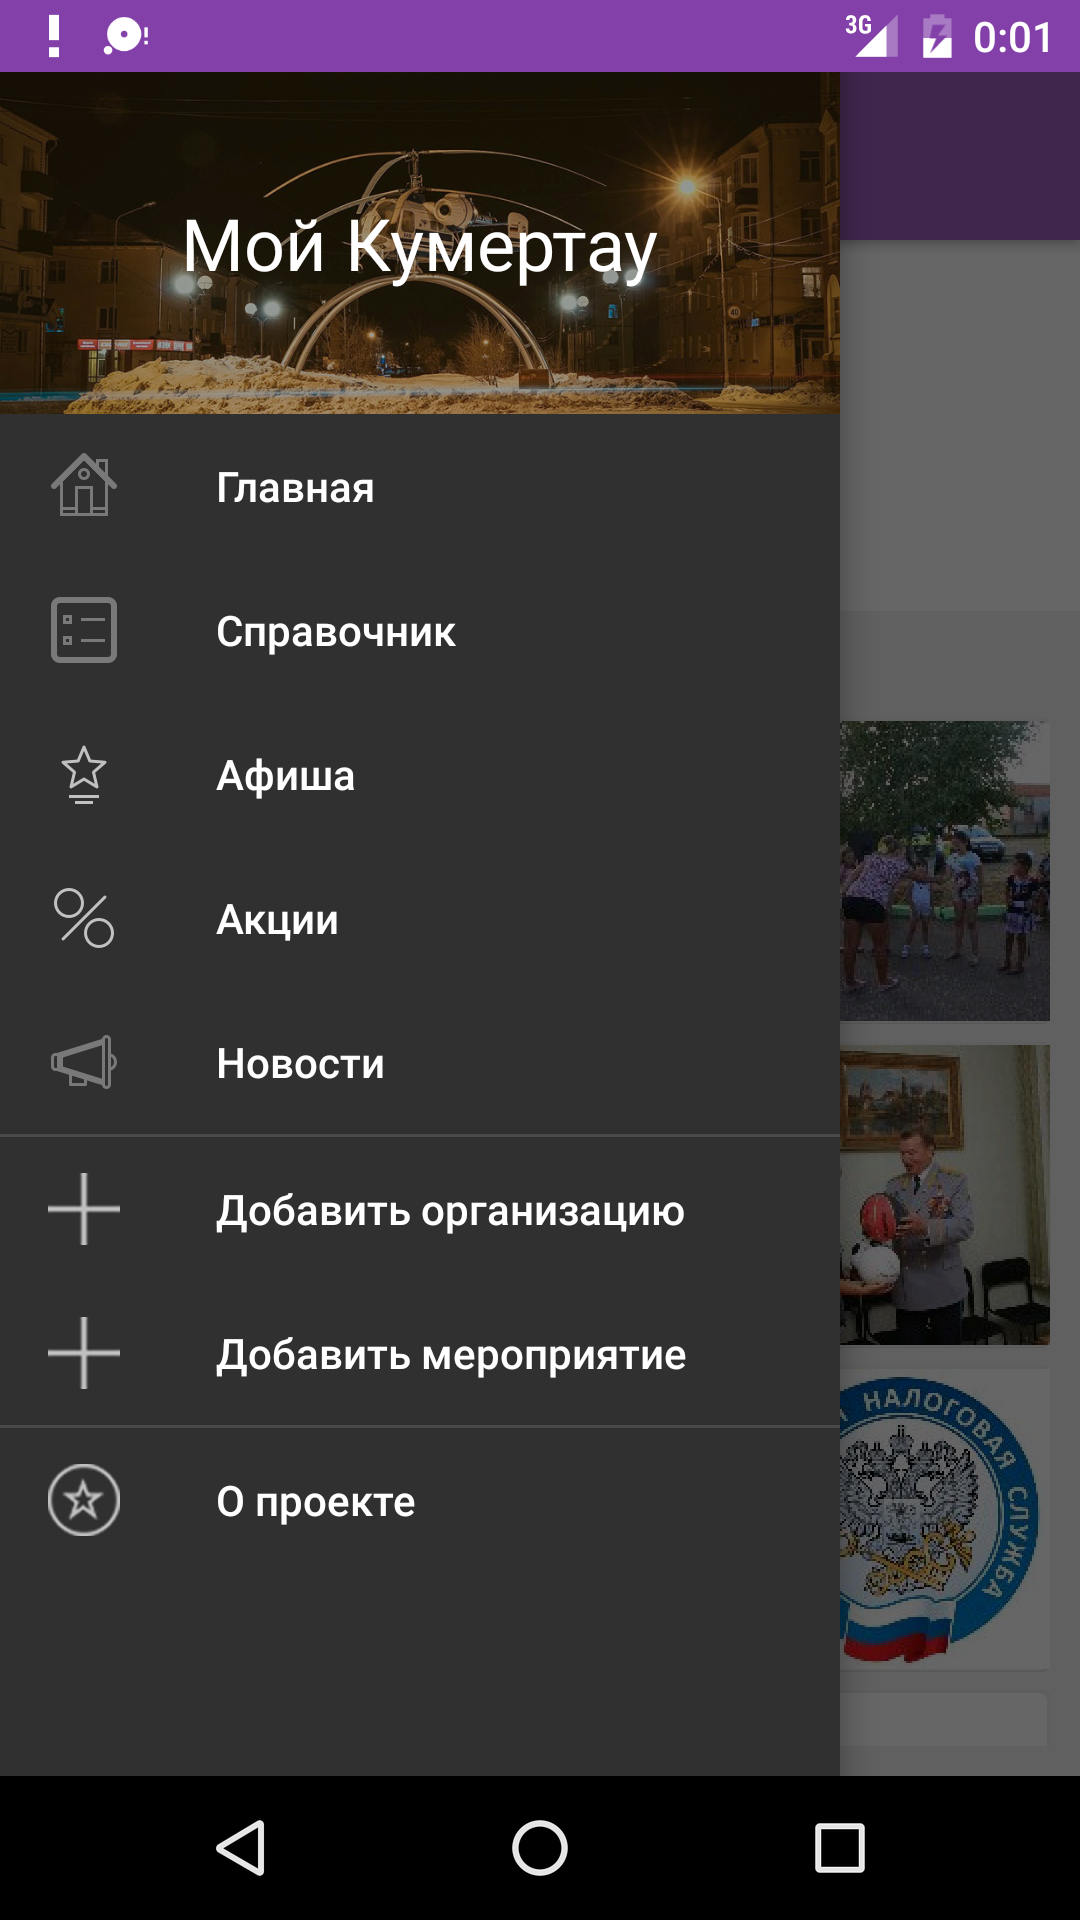 3G 0:01
Мой Кумертау
Главная
Справочник
Афиша
Акции
Новости
Добавить организацию
Добавить мероприятие
О проекте
НАЛОГОВАЯ СЛУЖБА